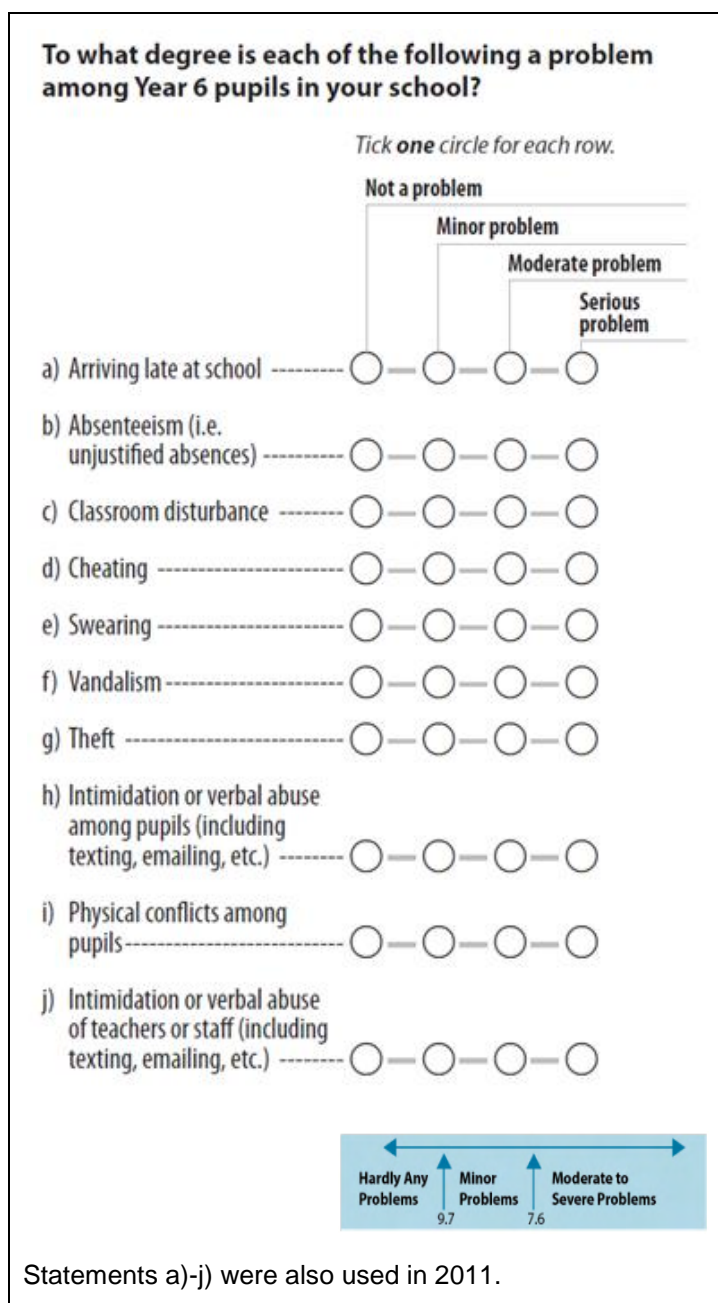 To what degree is each of the following a problem
among Year 6 pupils in your school?
Tick one circle for each row.
Not a problem
Minor problem
Moderate problem
Serious
problem
a) Arriving late at school
b) Absenteeism (i.e.
unjustified absences)
c) Classroom disturbance
d) Cheating
e) Swearing
f) Vandalism
g) Theft
h) Intimidation or verbal abuse
among pupils (including
texting, emailing, etc.)
i) Physical conflicts among
pupils
j) Intimidation or verbal abuse
of teachers or staff (including
texting, emailing, etc.)
Hardly Any Minor Moderate to
Problems Problems Severe Problems
9.7 7.6
Statements a)-j) were also used in 2011.